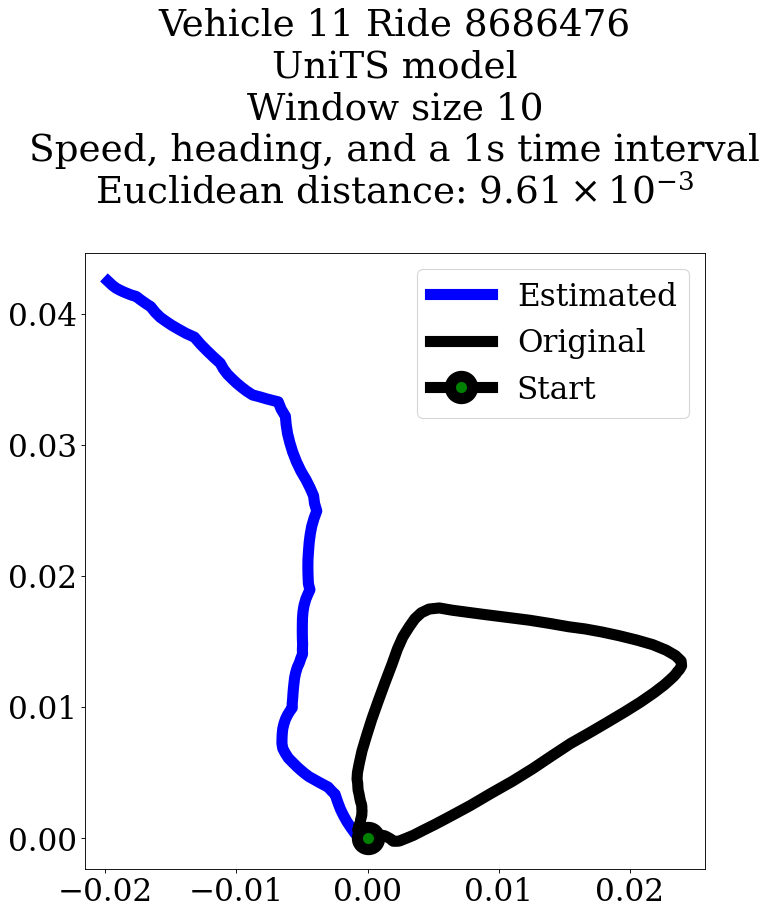 Vehicle 11 Ride 8686476
UniTS model
Window size 10
Speed, heading, and a 1s time interval
Euclidean distance: 9.61 × 10⁻³
Estimated
Original
Start
0.04
0.03
0.02
0.01
0.00
−0.02 −0.01 0.00 0.01 0.02